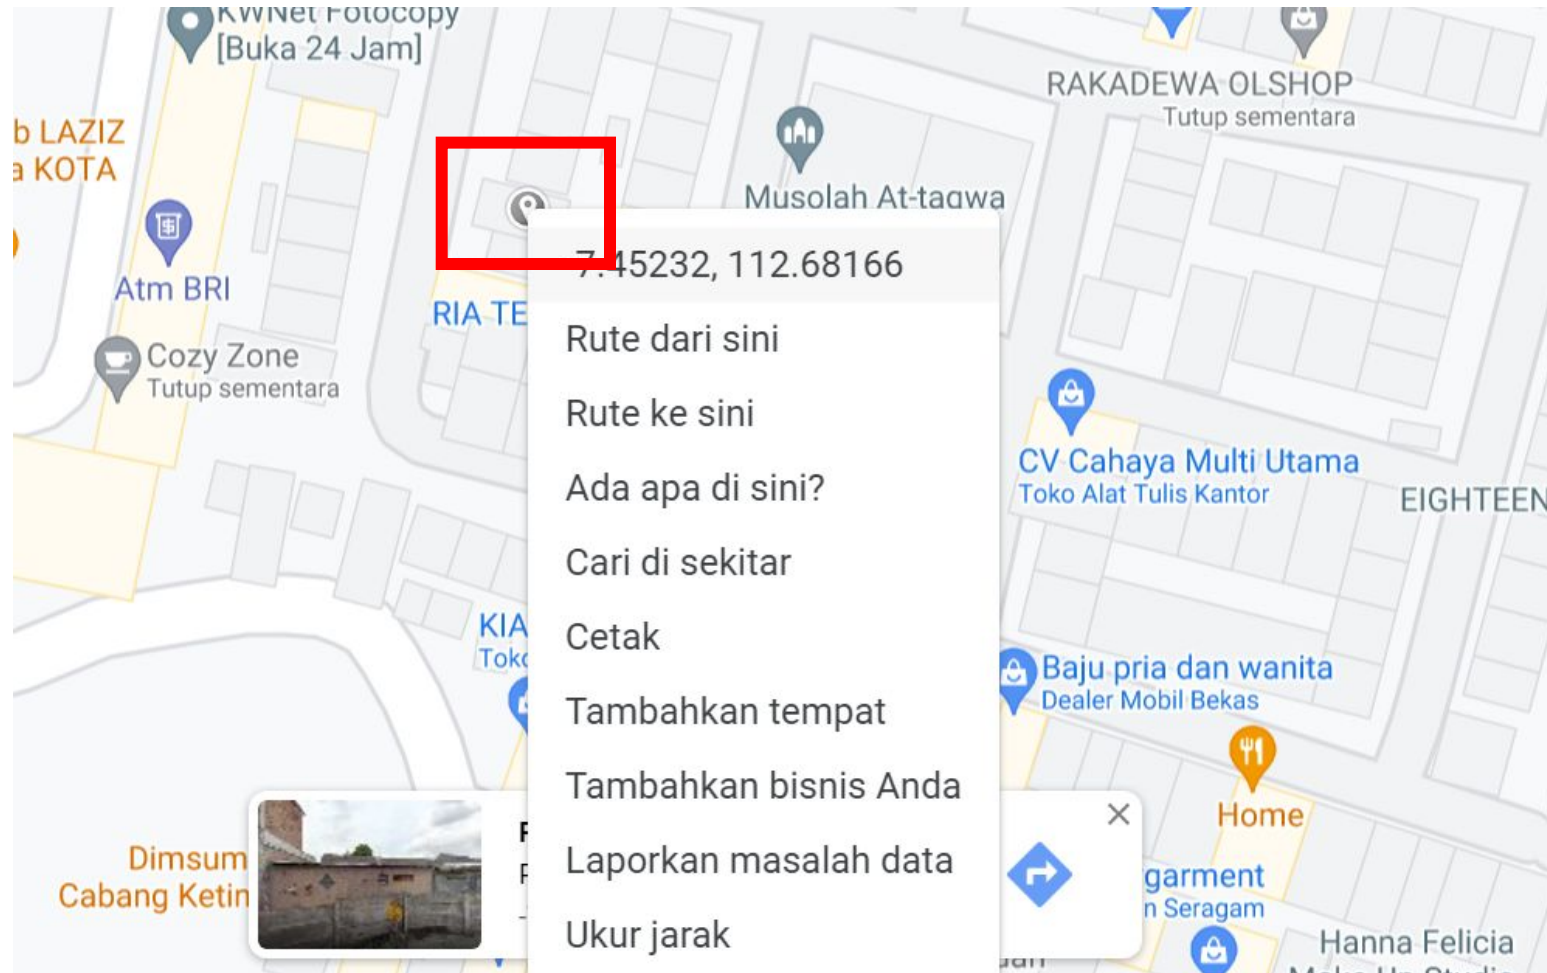 KWNet Fotocopy
[Buka 24 Jam]
RAKADEWA OLSHOP
Tutup sementara
b LAZIZ
a KOTA
Musolah At-taqwa
Atm BRI
7.45232, 112.68166
RIA TE
Rute dari sini
Cozy Zone
Tutup sementara
Rute ke sini
CV Cahaya Multi Utama
Toko Alat Tulis Kantor
Ada apa di sini?
EIGHTEEN
Cari di sekitar
KIA
Toko
Cetak
Baju pria dan wanita
Dealer Mobil Bekas
Tambahkan tempat
Tambahkan bisnis Anda
Home
Dimsum
Cabang Ketin
Laporkan masalah data
garment
n Seragam
Ukur jarak
Hanna Felicia